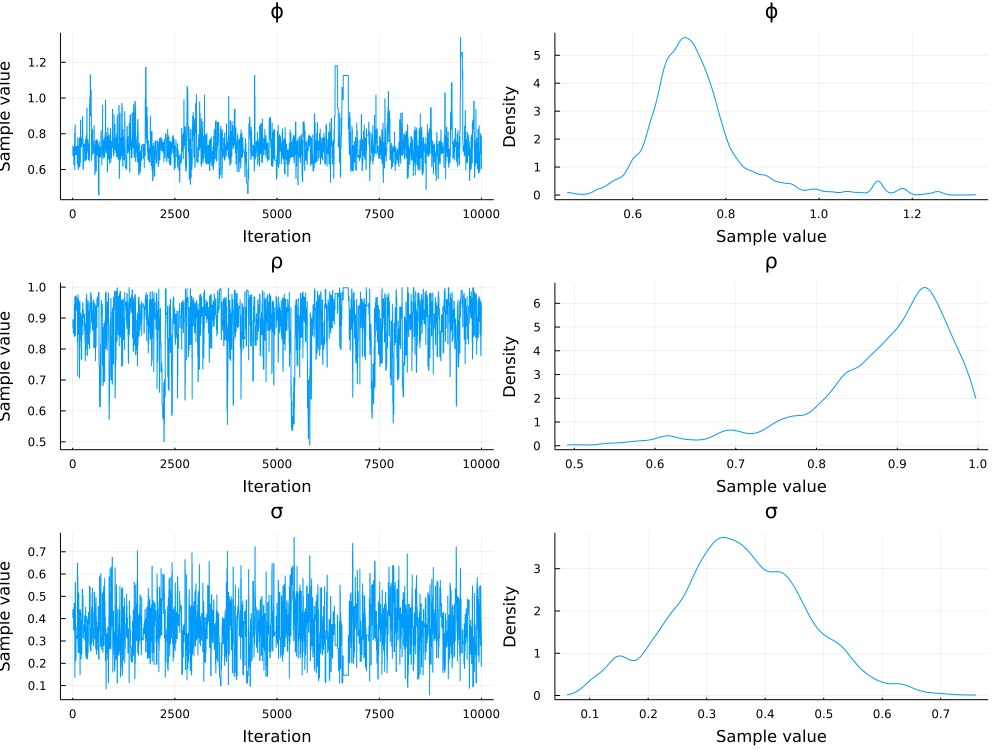 ϕ
Sample value
1.2
1.0
0.8
0.6
0 2500 5000 7500 10000
Iteration
ϕ
Density
5
4
3
2
1
0
0.6 0.8 1.0 1.2
Sample value
ρ
Sample value
1.0
0.9
0.8
0.7
0.6
0.5
0 2500 5000 7500 10000
Iteration
ρ
Density
6
5
4
3
2
1
0
0.5 0.6 0.7 0.8 0.9 1.0
Sample value
σ
Sample value
0.7
0.6
0.5
0.4
0.3
0.2
0.1
0 2500 5000 7500 10000
Iteration
σ
Density
3
2
1
0
0.1 0.2 0.3 0.4 0.5 0.6 0.7
Sample value